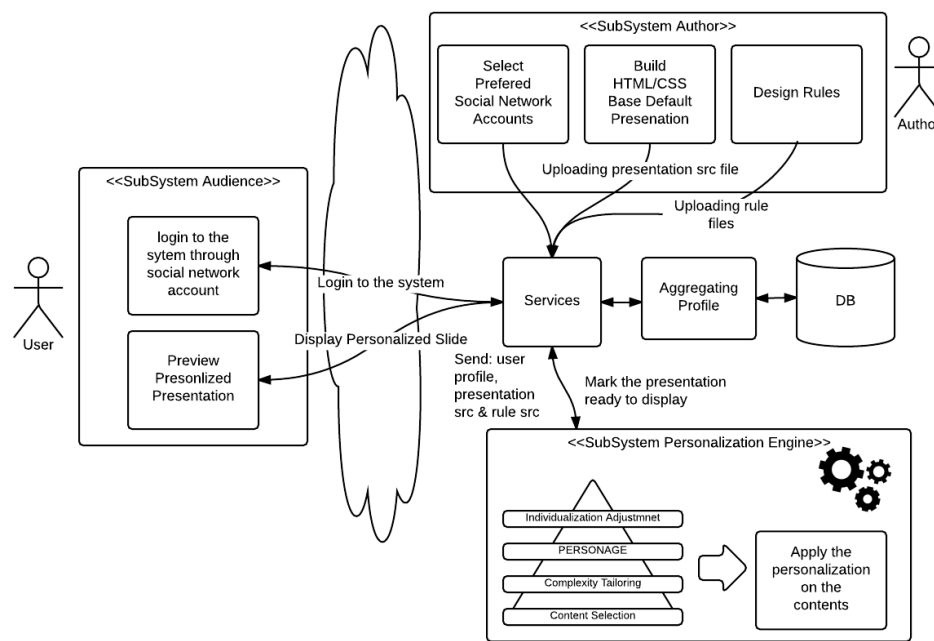 <<SubSystem Author>>
Select
Prefered
Social Network
Accounts
Build
HTML/CSS
Base Default
Presenation
Design Rules
Author
Uploading presentation src file
Uploading rule
files
<<SubSystem Audience>>
login to the
sytem through
social network
account
Preview
Presonlized
Presentation
User
Login to the system
Display Personalized Slide
Services
Aggregating
Profile
DB
Send: user
profile,
presentation
src & rule src
Mark the presentation
ready to display
<<SubSystem Personalization Engine>>
Individualization Adjustmnet
PERSONAGE
Complexity Tailoring
Content Selection
Apply the
personalization
on the
contents